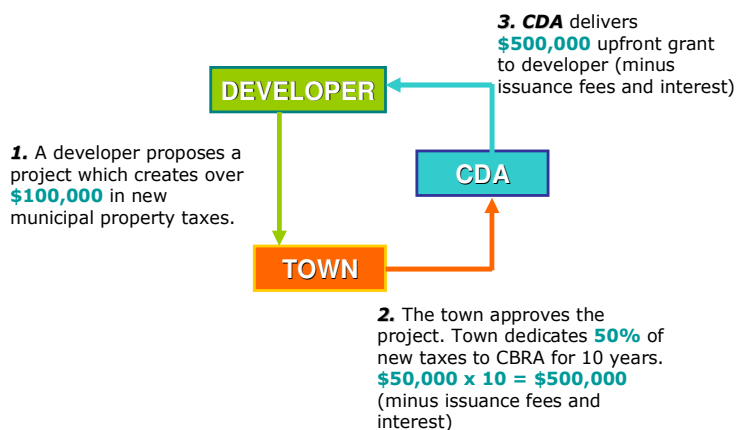 3. CDA delivers
$500,000 upfront grant
to developer (minus
issuance fees and interest)
DEVELOPER
1. A developer proposes a
project which creates over
$100,000 in new
municipal property taxes.
CDA
TOWN
2. The town approves the
project. Town dedicates 50% of
new taxes to CBRA for 10 years.
$50,000 x 10 = $500,000
(minus issuance fees and
interest)